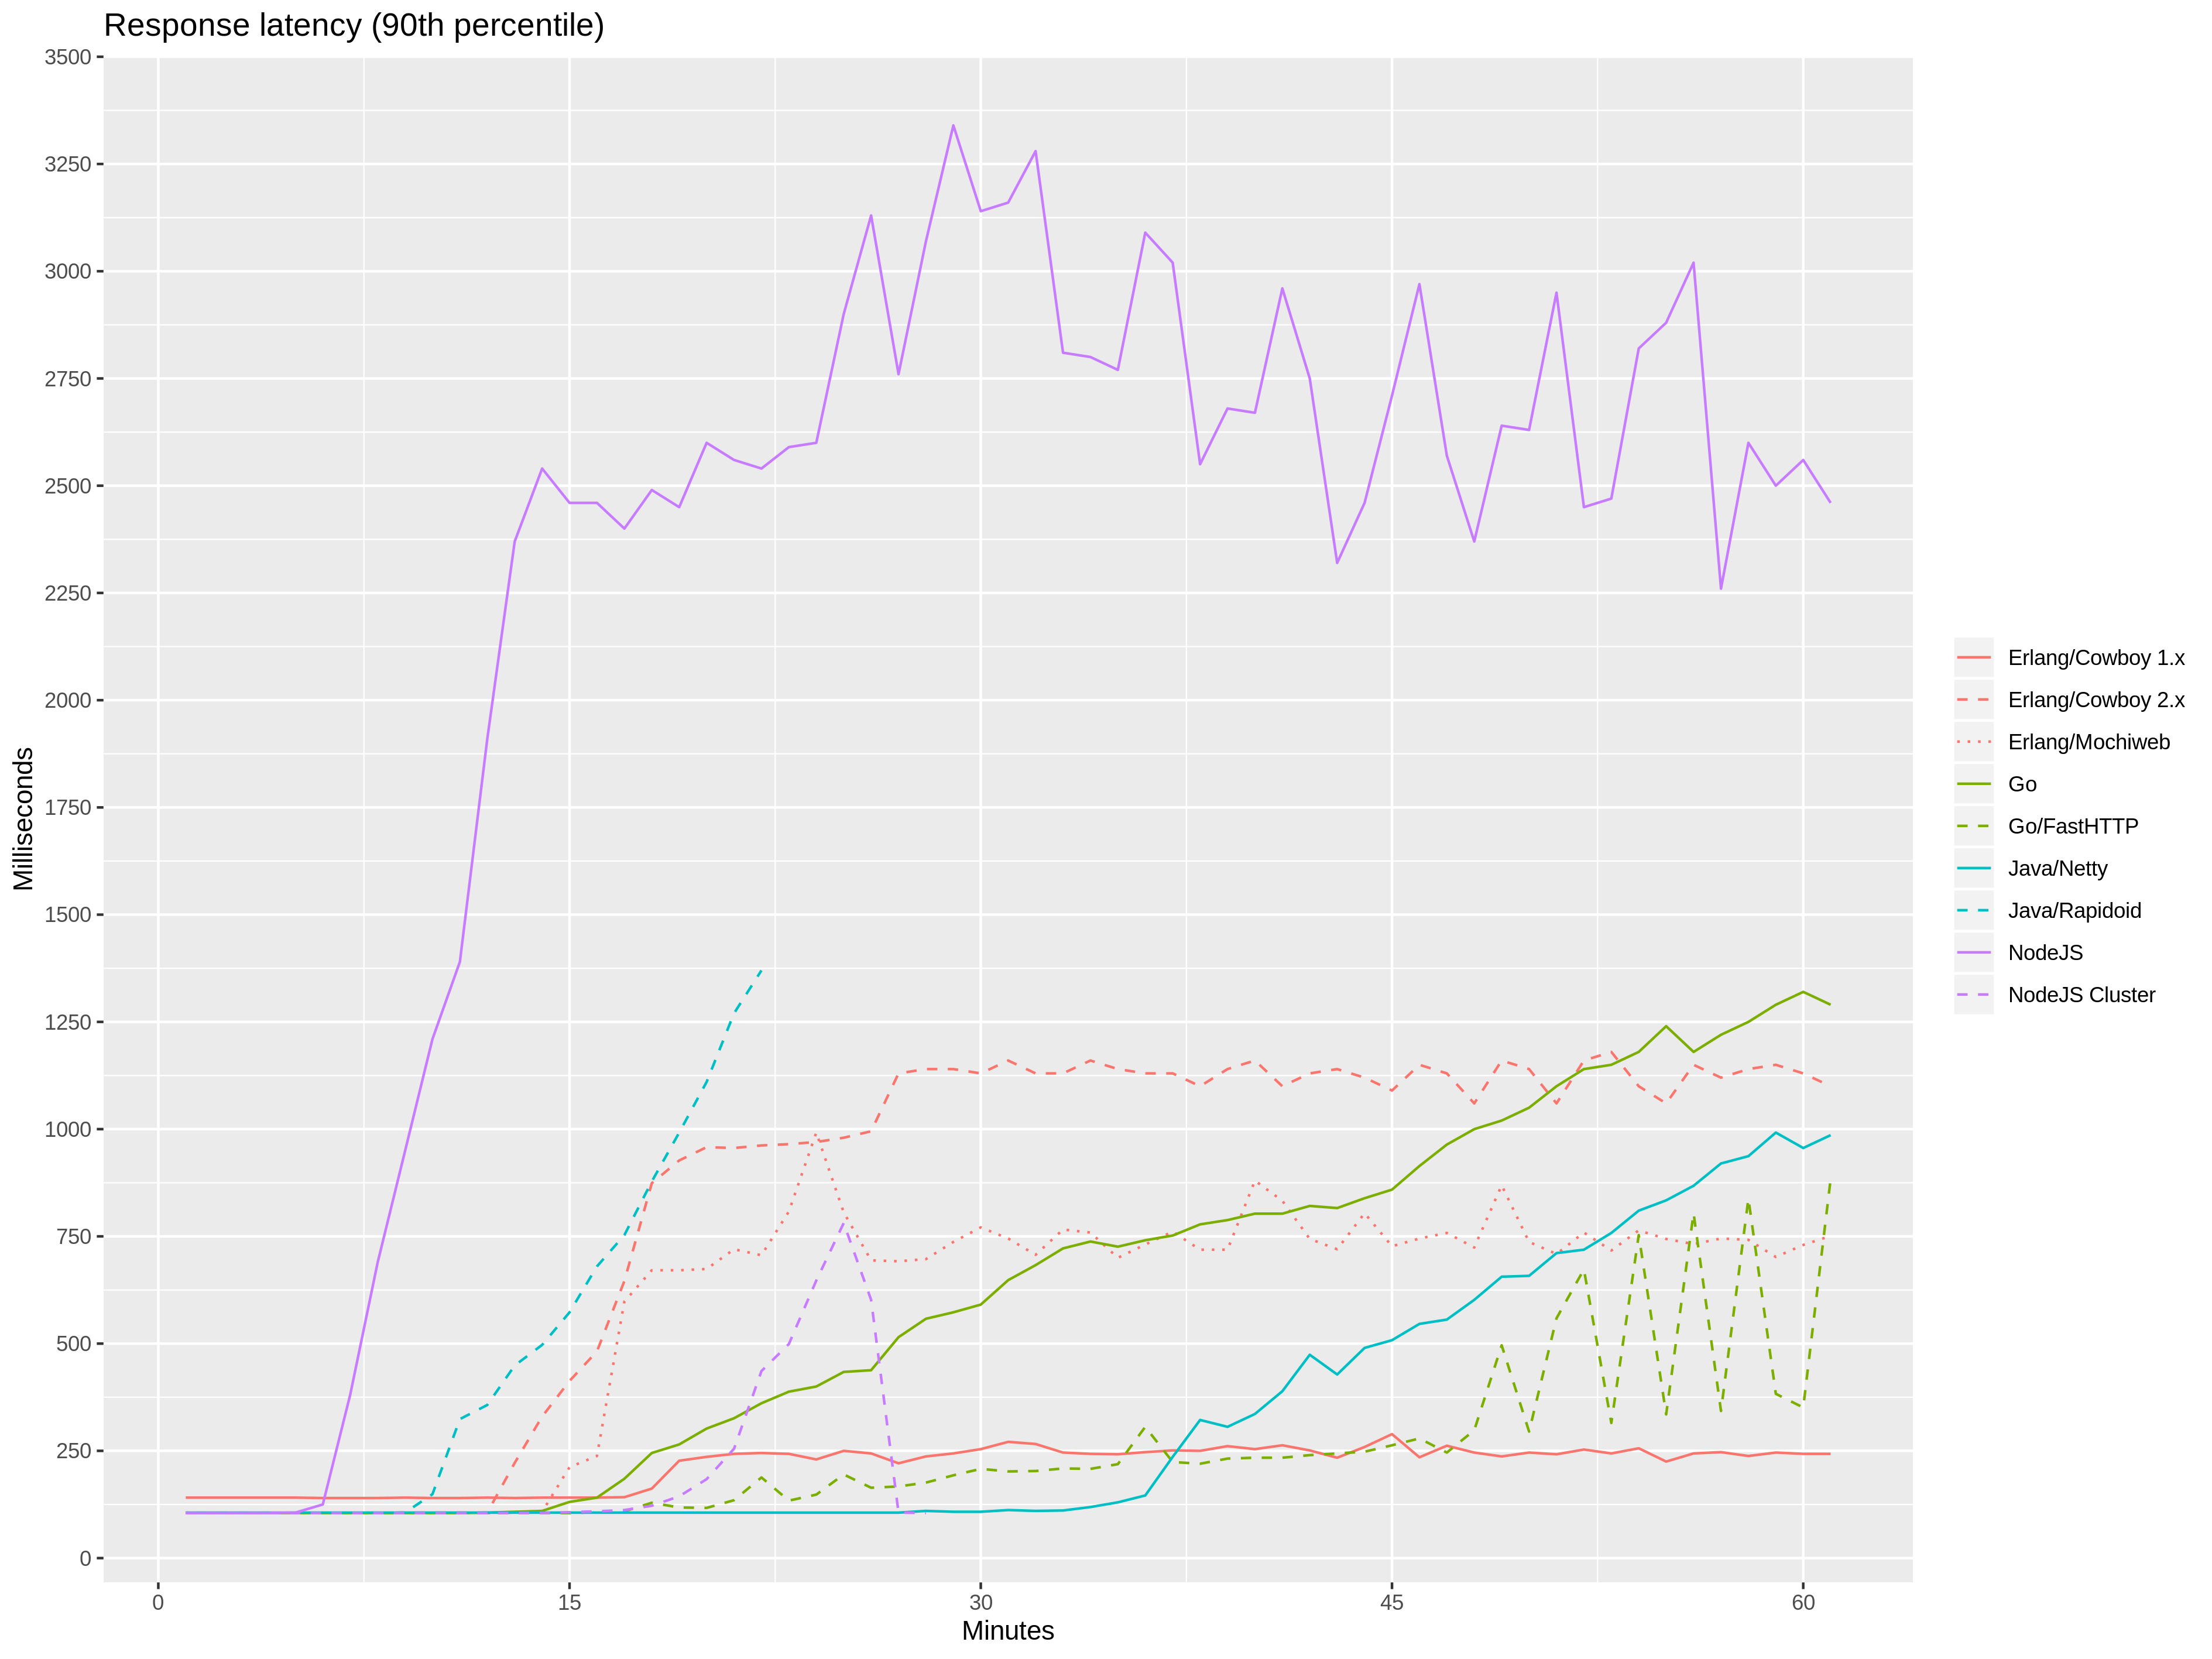 Response latency (90th percentile)
3500
3250
3000
2750
2500
2250
2000
1750
1500
1250
1000
750
500
250
0
Milliseconds
0 15 30 45 60
Minutes
Erlang/Cowboy 1.x
Erlang/Cowboy 2.x
Erlang/Mochiweb
Go
Go/FastHTTP
Java/Netty
Java/Rapidoid
NodeJS
NodeJS Cluster